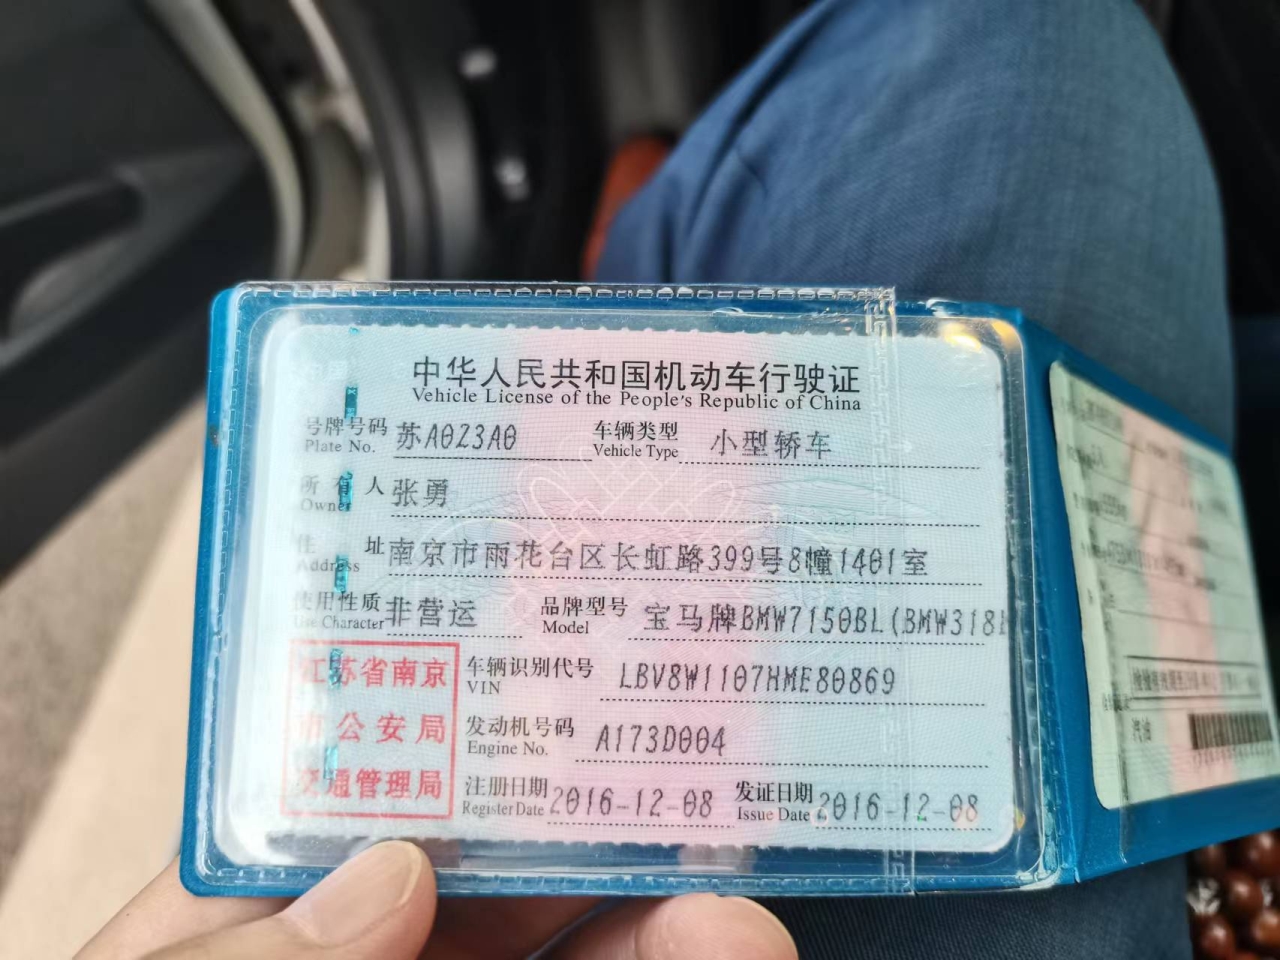 中华人民共和国机动车行驶证
Vehicle License of the People's Republic of China
号牌号码 苏A0Z3A0 车辆类型 小型轿车
Plate No. Vehicle Type
所有人 张勇
Owner
住址 南京市雨花台区长虹路399号8幢1401室
Address
使用性质 非营运 品牌型号 宝马牌BMW7150BL(BMW318
Use Character Model
江苏省南京
市公安局
交通管理局
车辆识别代号 LBV8W1107HME80869
VIN
发动机号码 A173D004
Engine No.
注册日期 2016-12-08 发证日期 2016-12-08
Register Date Issue Date
汽油